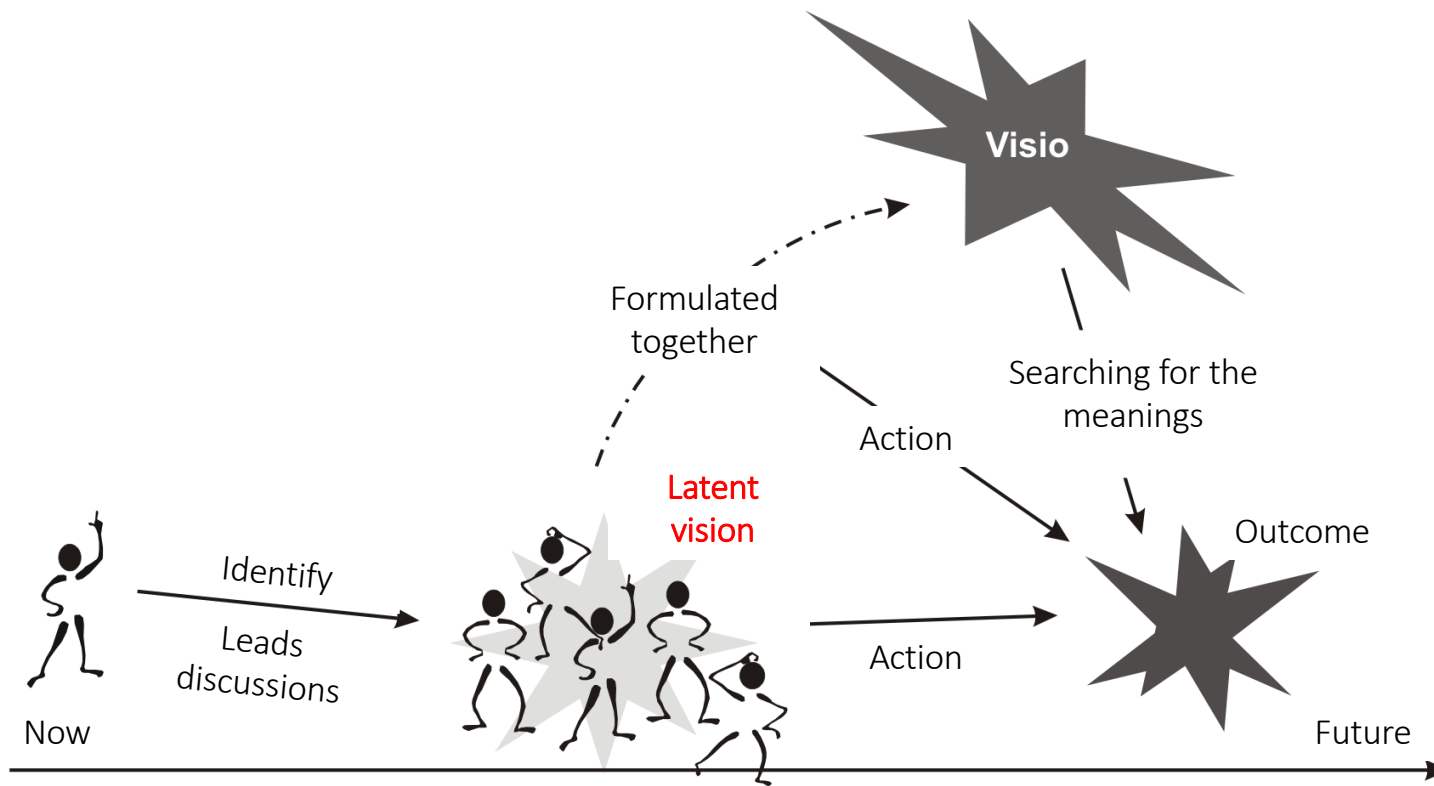 Visio
Formulated
together
Searching for the
meanings
Action
Latent
vision
Outcome
Identify
Leads
discussions
Action
Now
Future